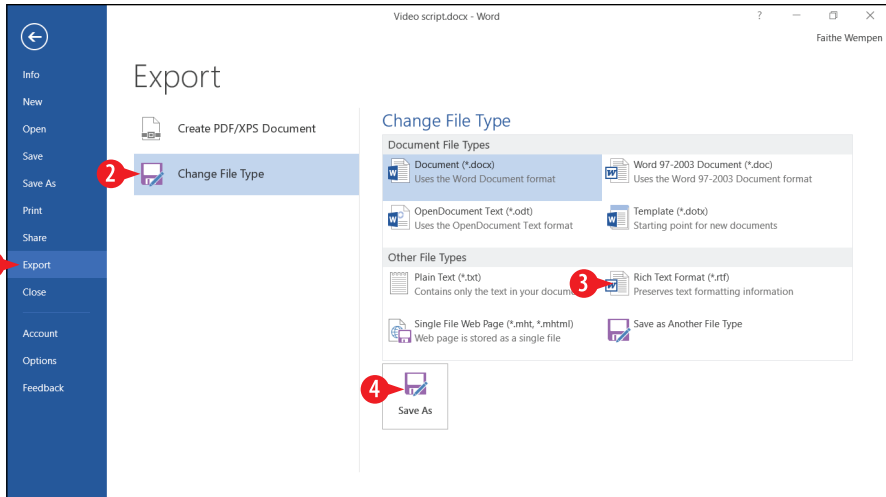 Video script.docx - Word
?
Faithe Wempen
Info
New
Open
Save
Save As
Print
Share
Export
Close
Account
Options
Feedback
Export
Create PDF/XPS Document
2
Change File Type
Change File Type
Document File Types
Document (*.docx)
Uses the Word Document format
Word 97-2003 Document (*.doc)
Uses the Word 97-2003 Document format
OpenDocument Text (*.odt)
Uses the OpenDocument Text format
Template (*.dotx)
Starting point for new documents
Other File Types
Plain Text (*.txt)
Contains only the text in your
3
Rich Text Format (*.rtf)
Preserves text formatting information
Single File Web Page (*.mht, *.mhtml)
Web page is stored as a single file
Save as Another File Type
4
Save As